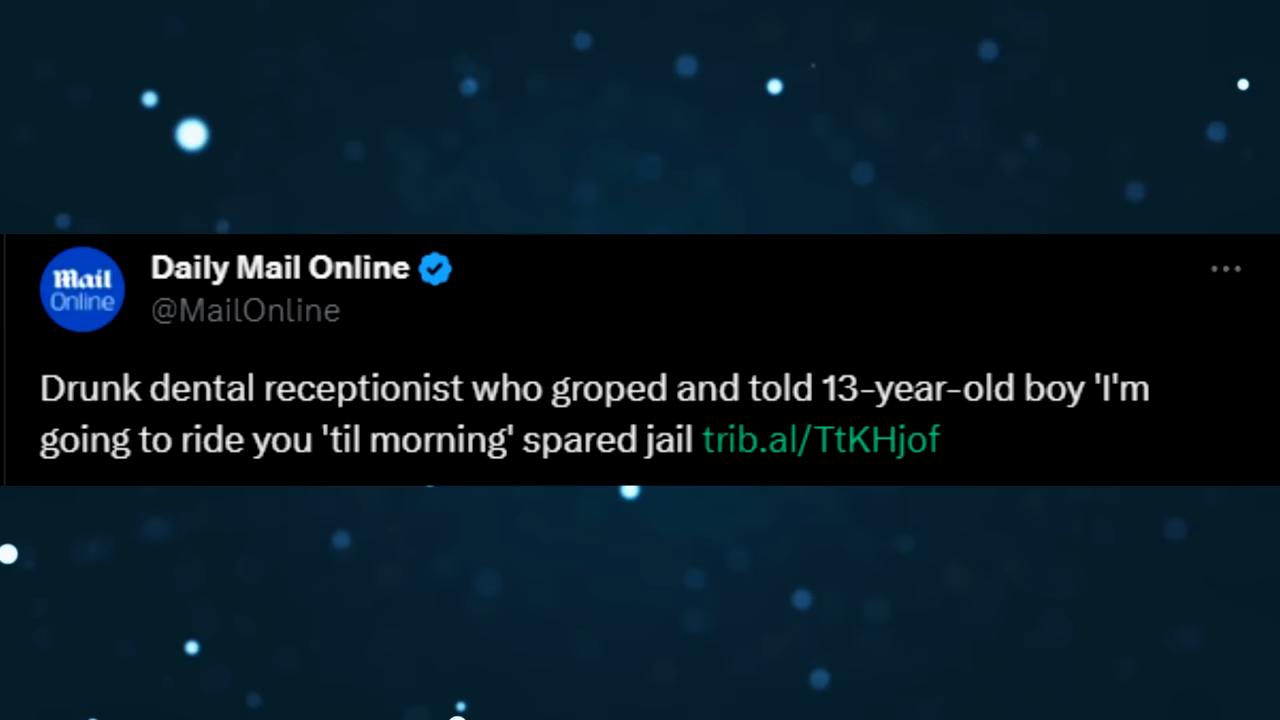 Mail
Online
Daily Mail Online
@MailOnline
Drunk dental receptionist who groped and told 13-year-old boy 'I'm
going to ride you 'til morning' spared jail trib.al/TtKHjof